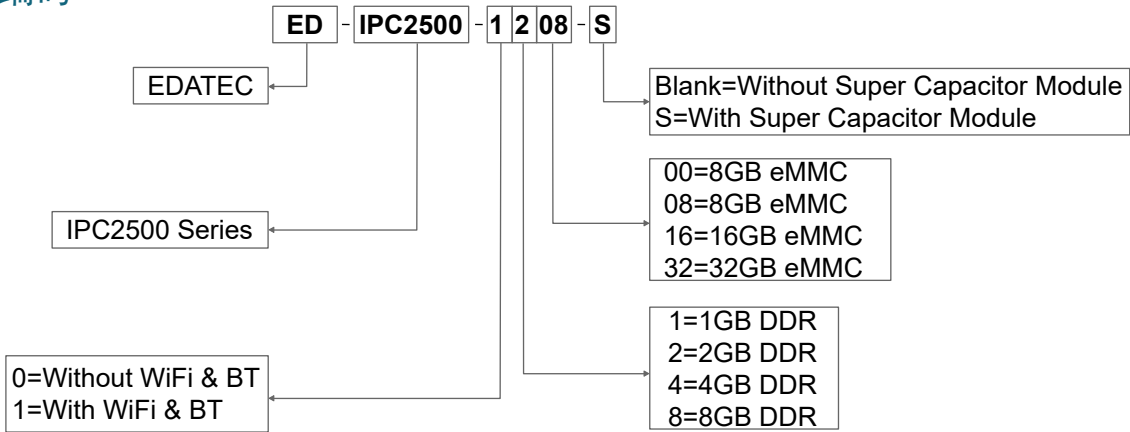 ED - IPC2500 - 1 2 08 - S
EDATEC
Blank=Without Super Capacitor Module
S=With Super Capacitor Module
00=8GB eMMC
08=8GB eMMC
16=16GB eMMC
32=32GB eMMC
IPC2500 Series
1=1GB DDR
2=2GB DDR
4=4GB DDR
8=8GB DDR
0=Without WiFi & BT
1=With WiFi & BT